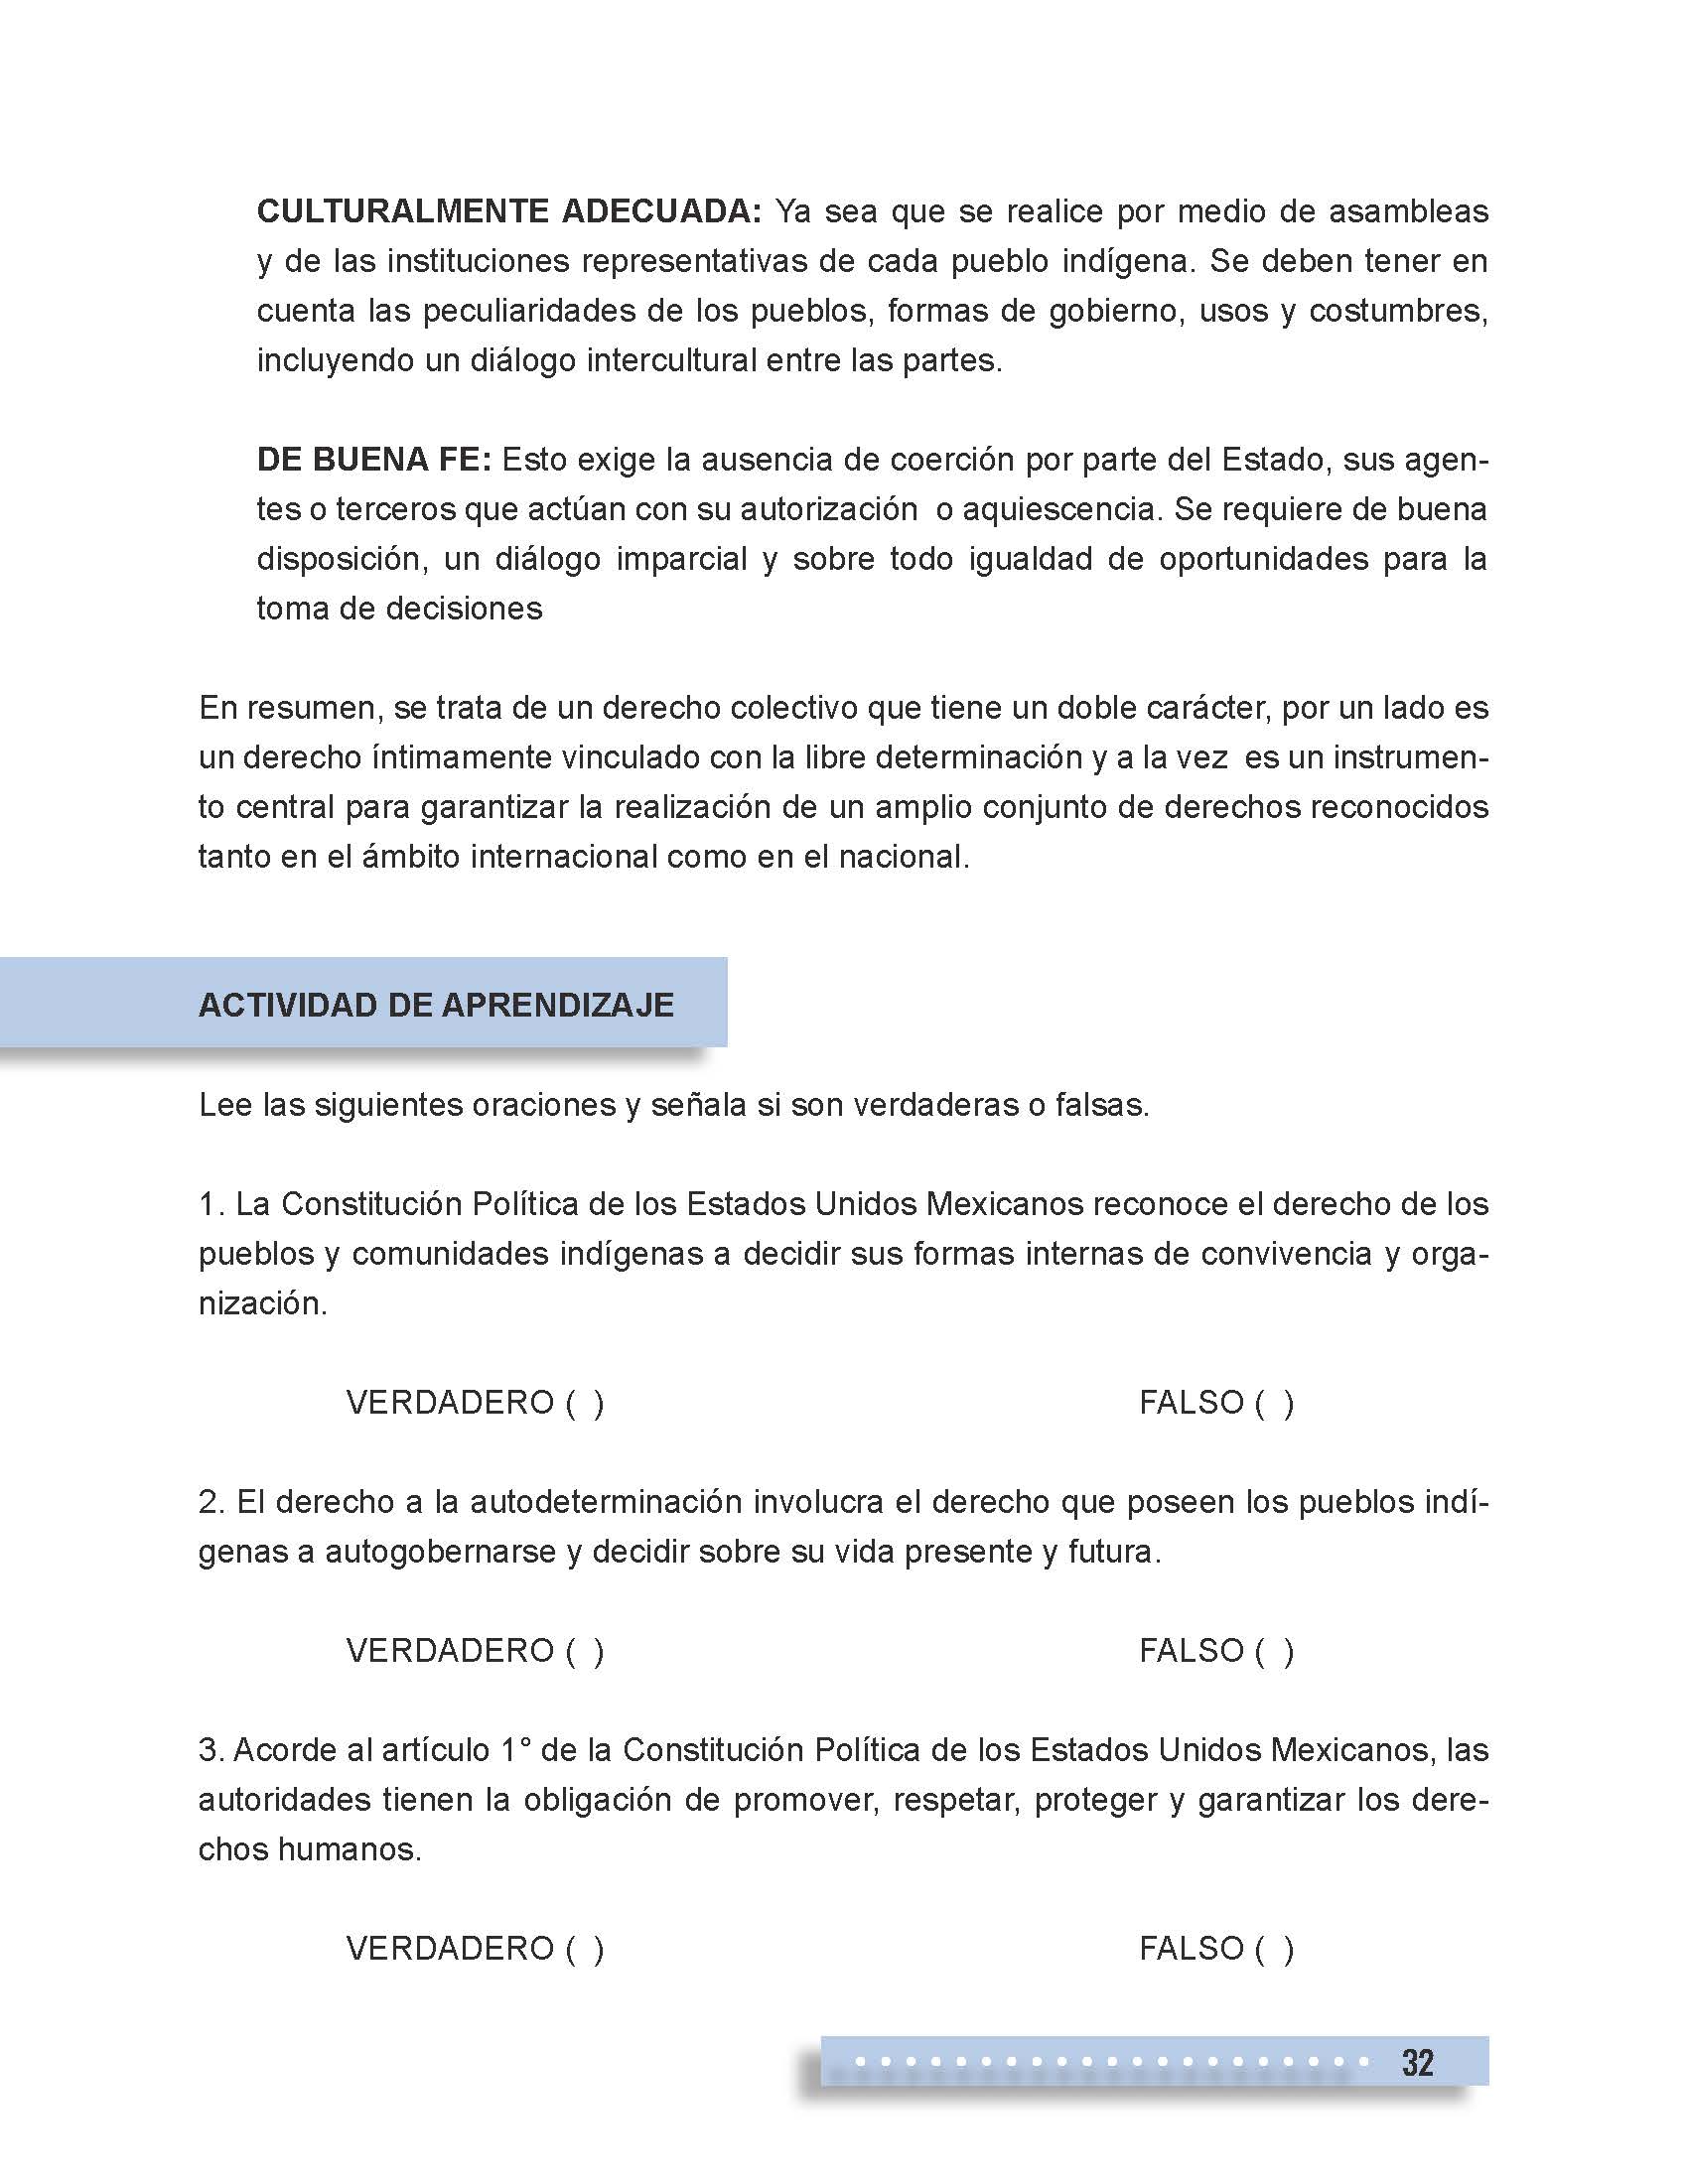 CULTURALMENTE ADECUADA: Ya sea que se realice por medio de asambleas
y de las instituciones representativas de cada pueblo indígena. Se deben tener en
cuenta las peculiaridades de los pueblos, formas de gobierno, usos y costumbres,
incluyendo un diálogo intercultural entre las partes.
DE BUENA FE: Esto exige la ausencia de coerción por parte del Estado, sus agen-
tes o terceros que actúan con su autorización  o aquiescencia. Se requiere de buena
disposición, un diálogo imparcial y sobre todo igualdad de oportunidades para la
toma de decisiones
En resumen, se trata de un derecho colectivo que tiene un doble carácter, por un lado es
un derecho íntimamente vinculado con la libre determinación y a la vez  es un instrumen-
to central para garantizar la realización de un amplio conjunto de derechos reconocidos
tanto en el ámbito internacional como en el nacional.
ACTIVIDAD DE APRENDIZAJE
Lee las siguientes oraciones y señala si son verdaderas o falsas.
1. La Constitución Política de los Estados Unidos Mexicanos reconoce el derecho de los
pueblos y comunidades indígenas a decidir sus formas internas de convivencia y orga-
nización.
VERDADERO (  ) FALSO (  )
2. El derecho a la autodeterminación involucra el derecho que poseen los pueblos indí-
genas a autogobernarse y decidir sobre su vida presente y futura.
VERDADERO (  ) FALSO (  )
3. Acorde al artículo 1° de la Constitución Política de los Estados Unidos Mexicanos, las
autoridades tienen la obligación de promover, respetar, proteger y garantizar los dere-
chos humanos.
VERDADERO (  ) FALSO (  )
32